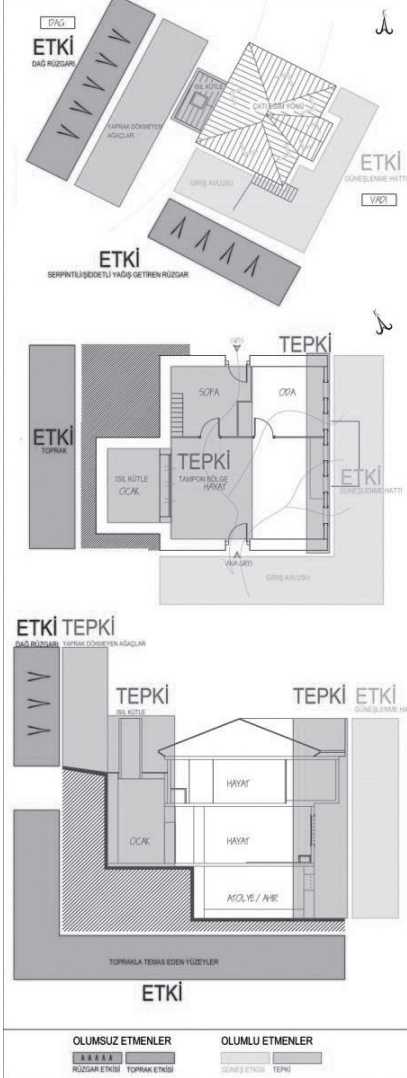 DAĞ
ETKİ
DAĞ RÜZGARI
ISIL KÜTLE
ÇATI EĞİM YÖNÜ
YAPRAK DÖKMEYEN
AĞAÇLAR
GİRİŞ AVLUSU
ETKİ
GÜNEŞLENME HATTI
VADİ
ETKİ
SERPİNTİLİ/ŞİDDETLİ YAĞIŞ GETİREN RÜZGAR
TEPKİ
GİRİŞ
SOFA
ODA
ETKİ
TOPRAK
TEPKİ
TAMPON BÖLGE
HAYAT
ISIL KÜTLE
OCAK
ETKİ
GÜNEŞLENME HATTI
ANA GİRİŞ
GİRİŞ AVLUSU
ETKİ TEPKİ
DAĞ RÜZGARI YAPRAK DÖKMEYEN AĞAÇLAR
TEPKİ
ISIL KÜTLE
TEPKİ ETKİ
GÜNEŞLENME HA
HAYAT
OCAK
HAYAT
ATOLYE / AHIR
TOPRAKLA TEMAS EDEN YÜZEYLER
ETKİ
OLUMSUZ ETMENLER OLUMLU ETMENLER
RÜZGAR ETKİSİ TOPRAK ETKİSİ GÜNEŞ ETKİSİ TEPKİ